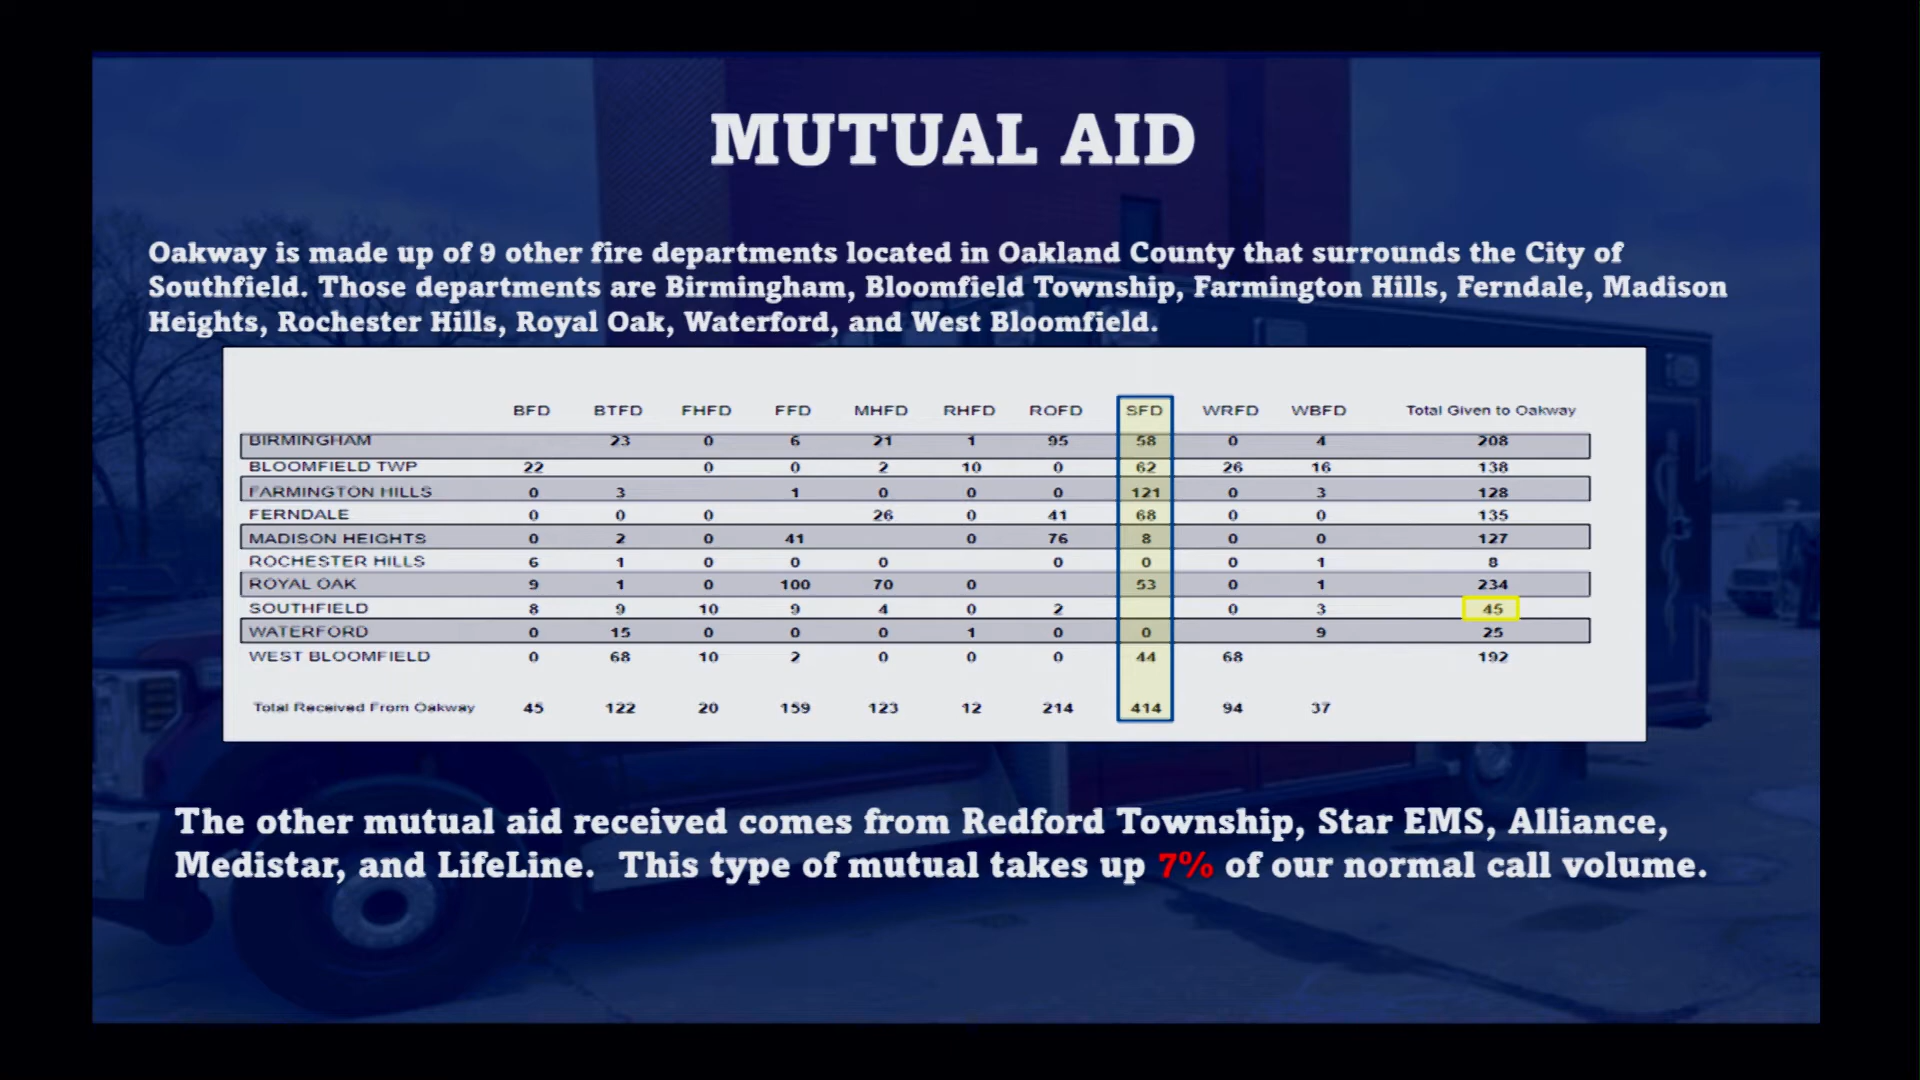 MUTUAL AID
Oakway is made up of 9 other fire departments located in Oakland County that surrounds the City of
Southfield. Those departments are Birmingham, Bloomfield Township, Farmington Hills, Ferndale, Madison
Heights, Rochester Hills, Royal Oak, Waterford, and West Bloomfield.
BFD BTFD FHFD FFD MHFD RHFD ROFD SFD WRFD WBFD Total Given to Oakway
BIRMINGHAM 23 0 6 21 1 95 58 0 4 208
BLOOMFIELD TWP 22 0 0 2 10 0 62 26 16 138
FARMINGTON HILLS 0 3 1 0 0 0 121 0 3 128
FERNDALE 0 0 0 26 0 41 68 0 0 135
MADISON HEIGHTS 0 2 0 41 0 76 8 0 0 127
ROCHESTER HILLS 6 1 0 0 0 0 0 0 1 8
ROYAL OAK 9 1 0 100 70 0 53 0 1 234
SOUTHFIELD 8 9 10 9 4 0 2 0 3 45
WATERFORD 0 15 0 0 0 1 0 0 9 25
WEST BLOOMFIELD 0 68 10 2 0 0 0 44 68 192
Total Received From Oakway 45 122 20 159 123 12 214 414 94 37
The other mutual aid received comes from Redford Township, Star EMS, Alliance,
Medistar, and LifeLine. This type of mutual takes up 7% of our normal call volume.